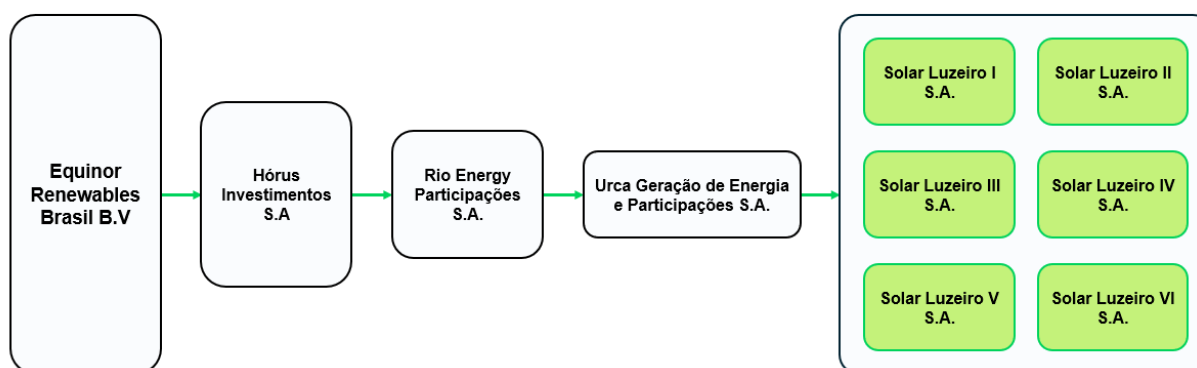 Equinor
Renewables
Brasil B.V
Hórus
Investimentos
S.A
Rio Energy
Participações
S.A.
Urca Geração de Energia
e Participações S.A.
Solar Luzeiro I
S.A.
Solar Luzeiro II
S.A.
Solar Luzeiro III
S.A.
Solar Luzeiro IV
S.A.
Solar Luzeiro V
S.A.
Solar Luzeiro VI
S.A.